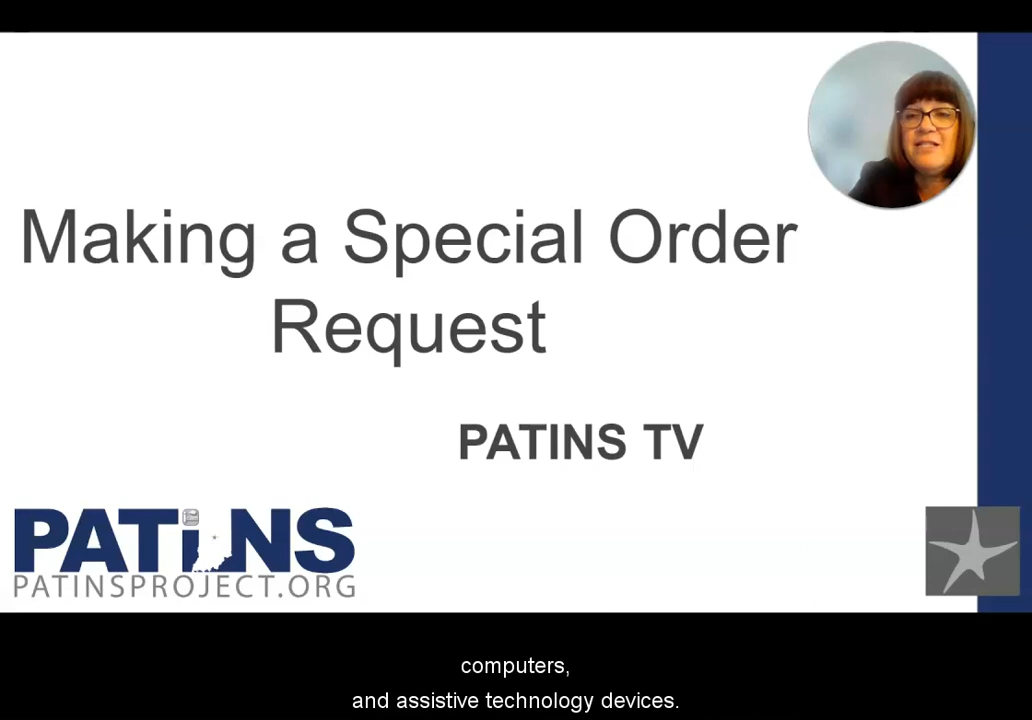 Making a Special Order
Request
PATINS TV
PATiNS
PATINSPROJECT.ORG
computers,
and assistive technology devices.